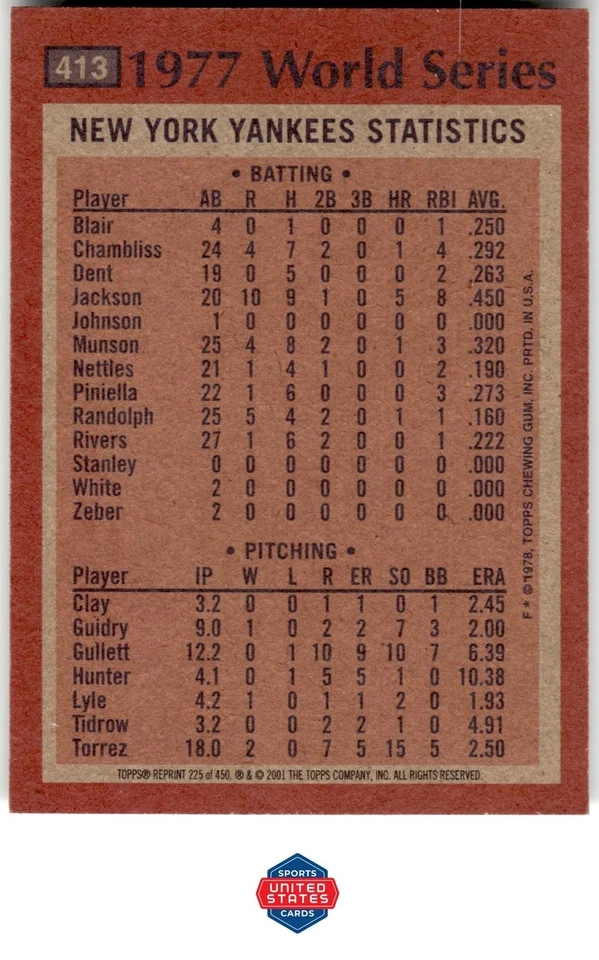 413 1977 World Series
NEW YORK YANKEES STATISTICS
• BATTING •
Player AB R H 2B 3B HR RBI AVG.
Blair 4 0 1 0 0 0 1 .250
Chambliss 24 4 7 2 0 1 4 .292
Dent 19 0 5 0 0 0 2 .263
Jackson 20 10 9 1 0 5 8 .450
Johnson 1 0 0 0 0 0 0 .000
Munson 25 4 8 2 0 1 3 .320
Nettles 21 1 4 1 0 0 2 .190
Piniella 22 1 6 0 0 0 3 .273
Randolph 25 5 4 2 0 1 1 .160
Rivers 27 1 6 2 0 0 1 .222
Stanley 0 0 0 0 0 0 0 .000
White 2 0 0 0 0 0 0 .000
Zeber 2 0 0 0 0 0 0 .000
• PITCHING •
Player IP W L R ER SO BB ERA
Clay 3.2 0 0 1 1 0 1 2.45
Guidry 9.0 1 0 2 2 7 3 2.00
Gullett 12.2 0 1 10 9 10 7 6.39
Hunter 4.1 0 1 5 5 1 0 10.38
Lyle 4.2 1 0 1 1 2 0 1.93
Tidrow 3.2 0 0 2 2 1 0 4.91
Torrez 18.0 2 0 7 5 15 5 2.50
F★ © 1978, TOPPS CHEWING GUM, INC. PRTD. IN U.S.A.
TOPPS® REPRINT 225 of 450. ® & © 2001 THE TOPPS COMPANY, INC. ALL RIGHTS RESERVED.
SPORTS
UNITED
STATES
CARDS